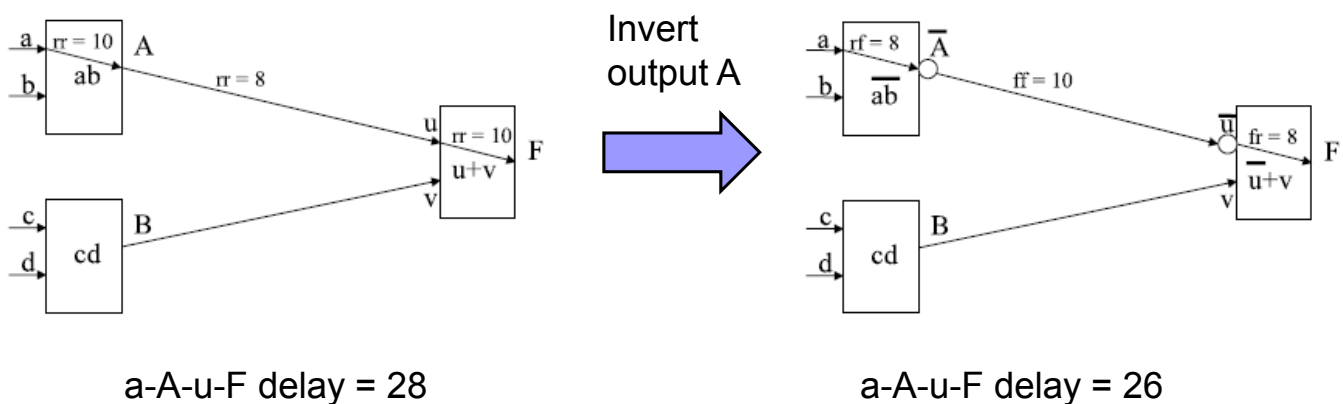 a
rr = 10
A
b
ab
rr = 8
u
rr = 10
F
u+v
v
c
B
d
cd
a-A-u-F delay = 28
Invert
output A
a
rf = 8
A̅
b
a̅b̅
ff = 10
u̅
fr = 8
F
u̅+v
v
c
B
d
cd
a-A-u-F delay = 26